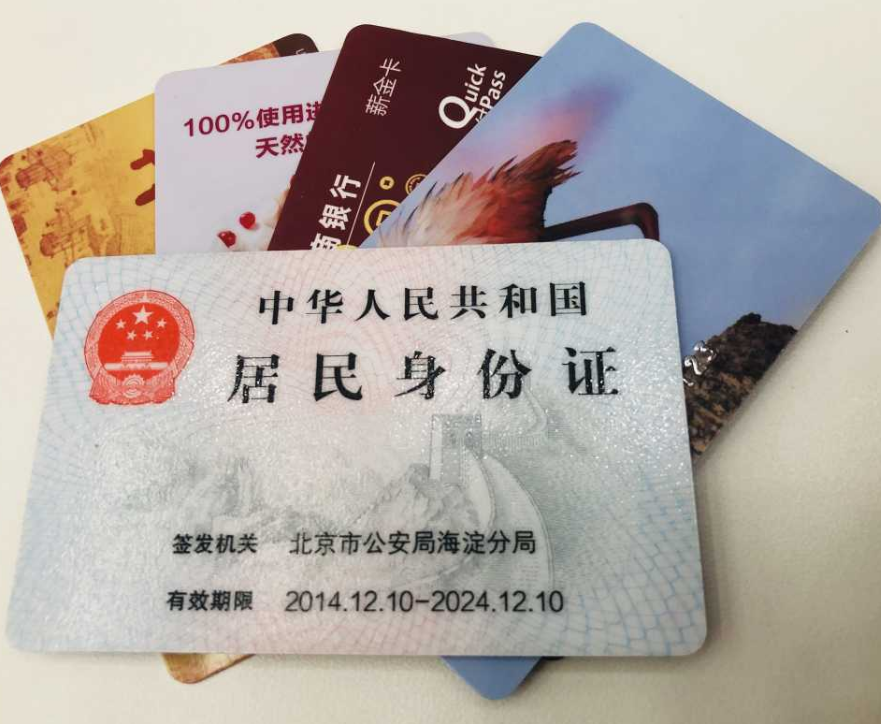 100%使用进
天然
薪金卡
Quick
Pass
商银行
中华人民共和国
居民身份证
签发机关 北京市公安局海淀分局
有效期限 2014.12.10-2024.12.10